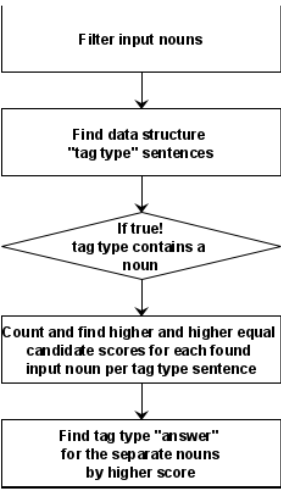 Filter input nouns
Find data structure
"tag type" sentences
If true!
tag type contains a
noun
Count and find higher and higher equal
candidate scores for each found
input noun per tag type sentence
Find tag type "answer"
for the separate nouns
by higher score